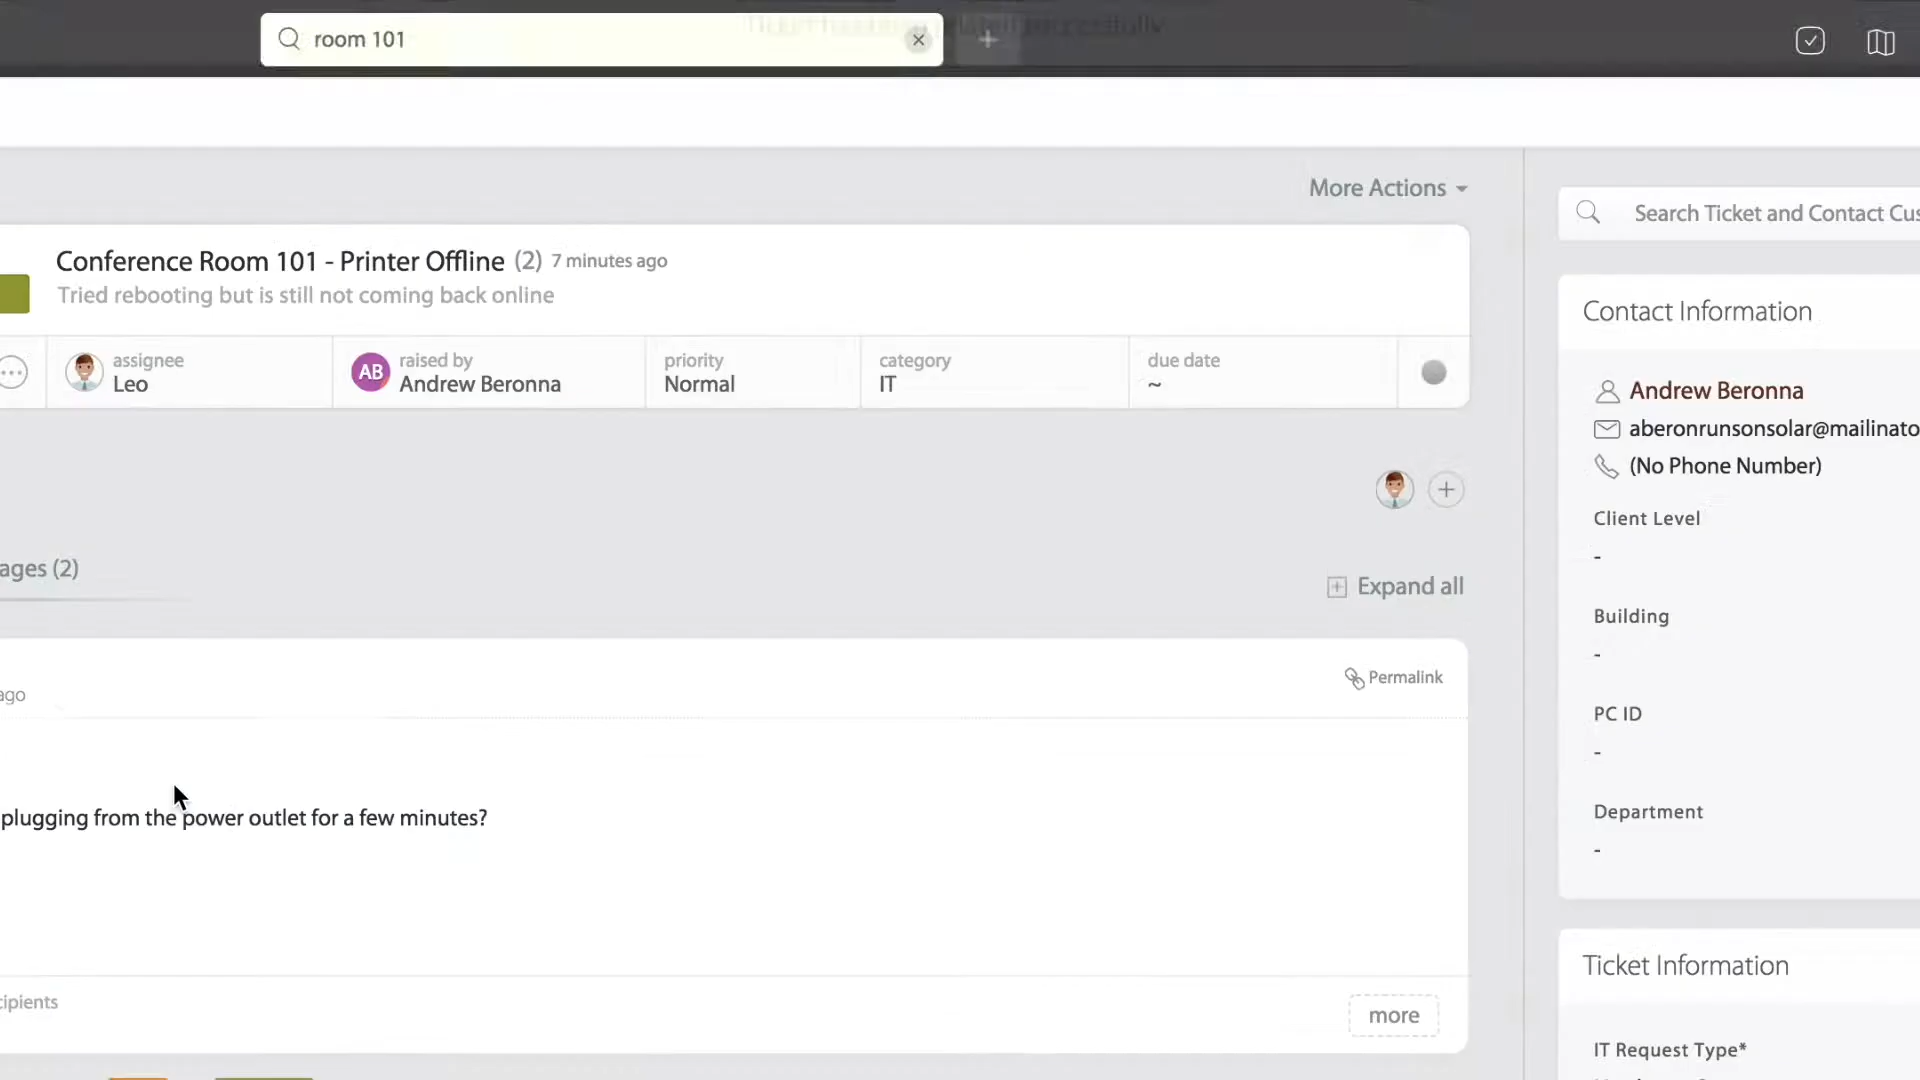 room 101
More Actions
Search Ticket and Contact Cus
Conference Room 101 - Printer Offline (2) 7 minutes ago
Tried rebooting but is still not coming back online
Contact Information
assignee
Leo
AB
raised by
Andrew Beronna
priority
Normal
category
IT
due date
~
Andrew Beronna
aberonrunsonsolar@mailinato
(No Phone Number)
Client Level
-
ages (2)
Expand all
Building
-
Permalink
ago
PC ID
-
plugging from the power outlet for a few minutes?
Department
-
Ticket Information
cipients
more
IT Request Type*